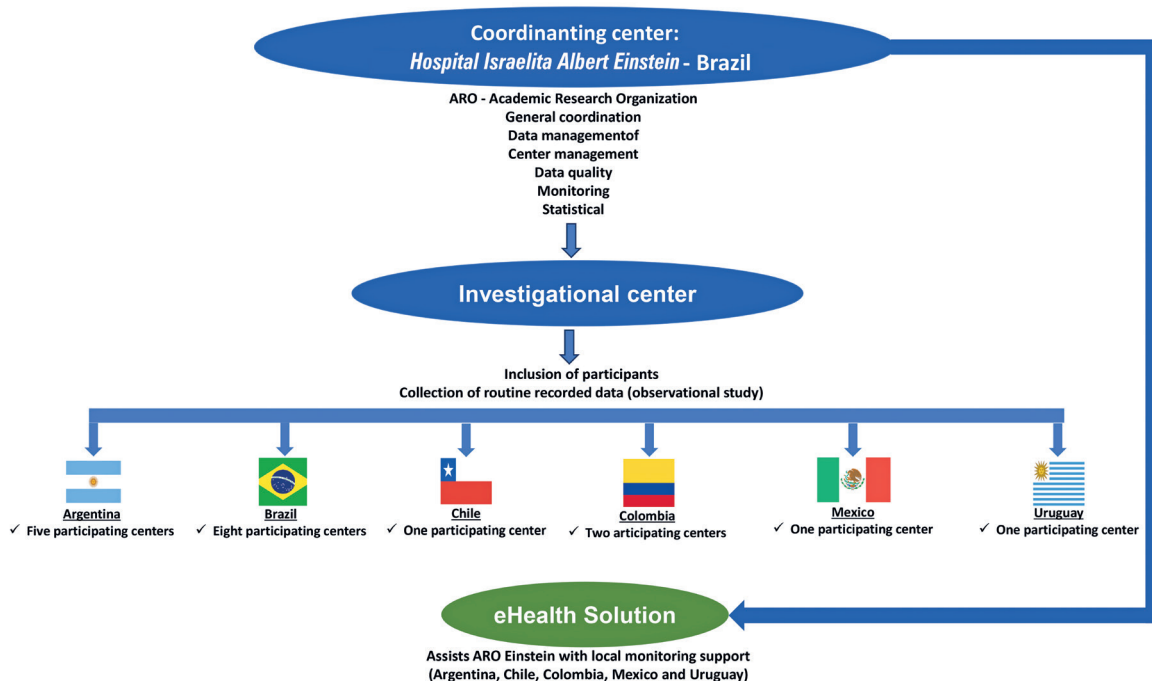 Coordinanting center:
Hospital Israelita Albert Einstein - Brazil
ARO - Academic Research Organization
General coordination
Data managementof
Center management
Data quality
Monitoring
Statistical
Investigational center
Inclusion of participants
Collection of routine recorded data (observational study)
Argentina
✓ Five participating centers
Brazil
✓ Eight participating centers
Chile
✓ One participating center
Colombia
✓ Two articipating centers
Mexico
✓ One participating center
Uruguay
✓ One participating center
eHealth Solution
Assists ARO Einstein with local monitoring support
(Argentina, Chile, Colombia, Mexico and Uruguay)